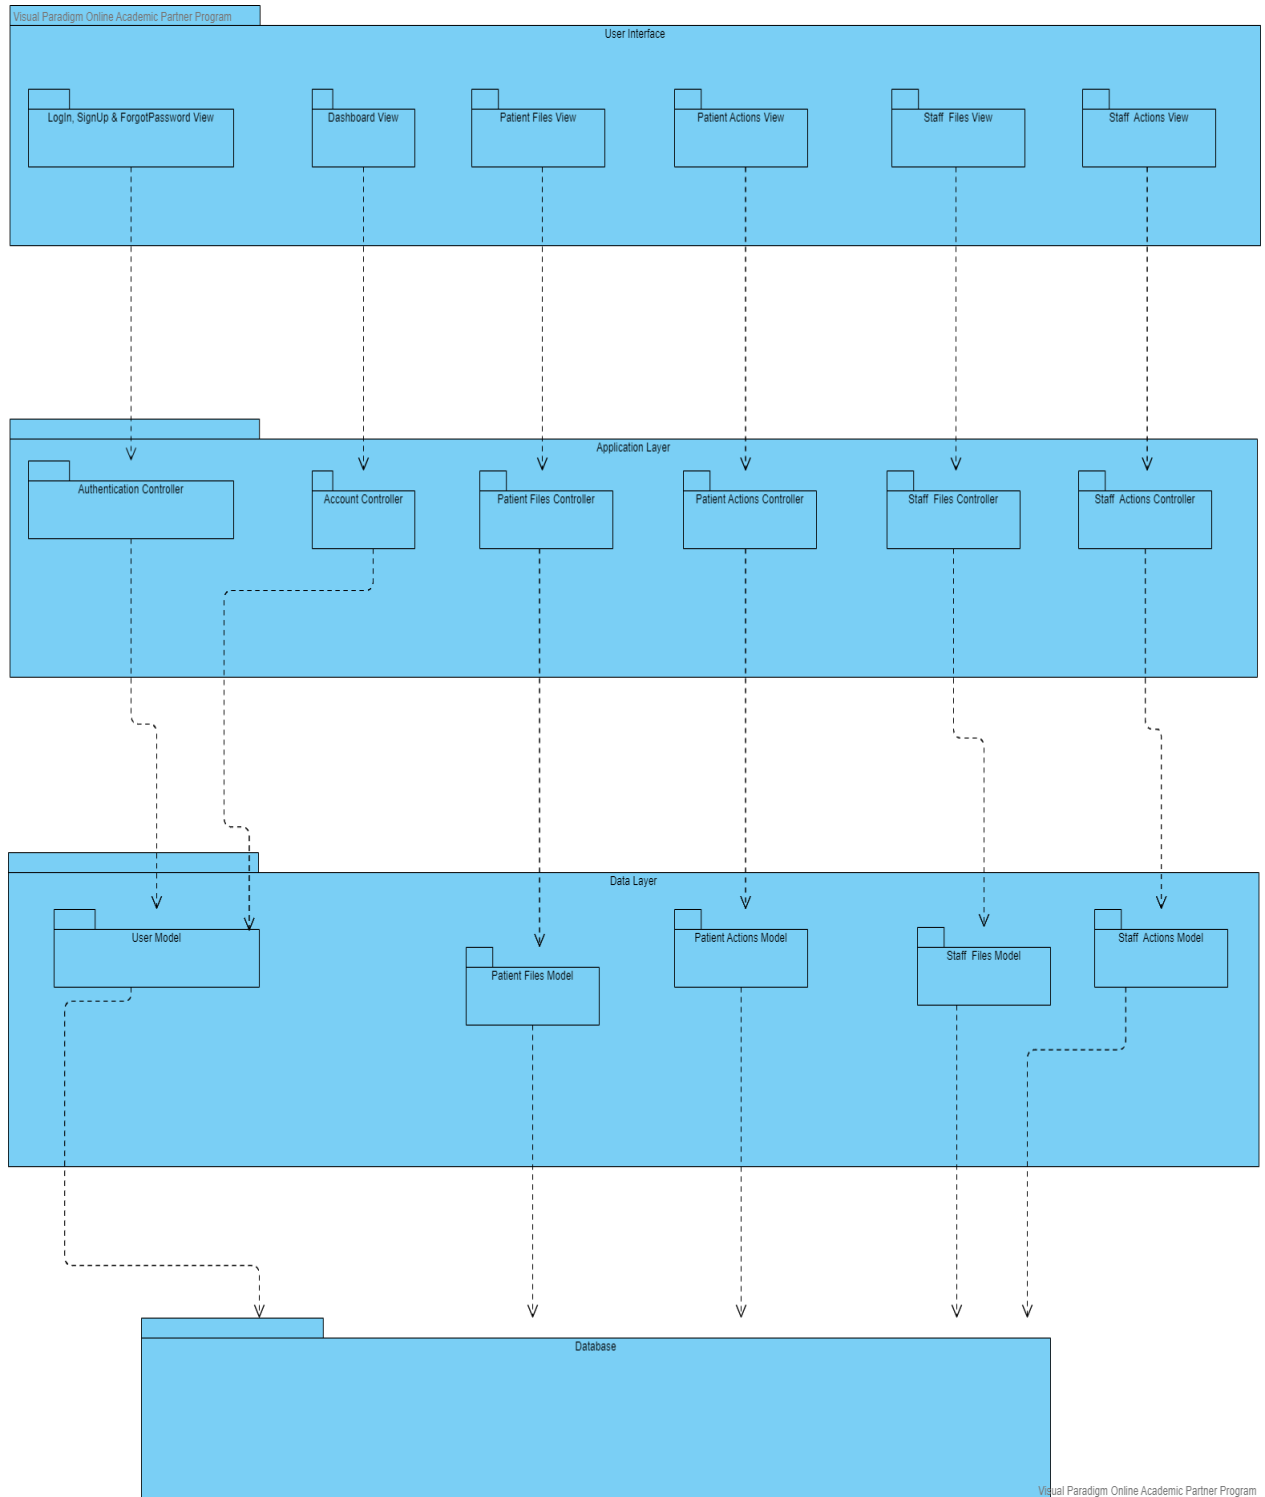 Visual Paradigm Online Academic Partner Program
User Interface
LogIn, SignUp & ForgotPassword View
Dashboard View
Patient Files View
Patient Actions View
Staff  Files View
Staff  Actions View
Application Layer
Authentication Controller
Account Controller
Patient Files Controller
Patient Actions Controller
Staff  Files Controller
Staff  Actions Controller
Data Layer
User Model
Patient Files Model
Patient Actions Model
Staff  Files Model
Staff  Actions Model
Database
Visual Paradigm Online Academic Partner Program